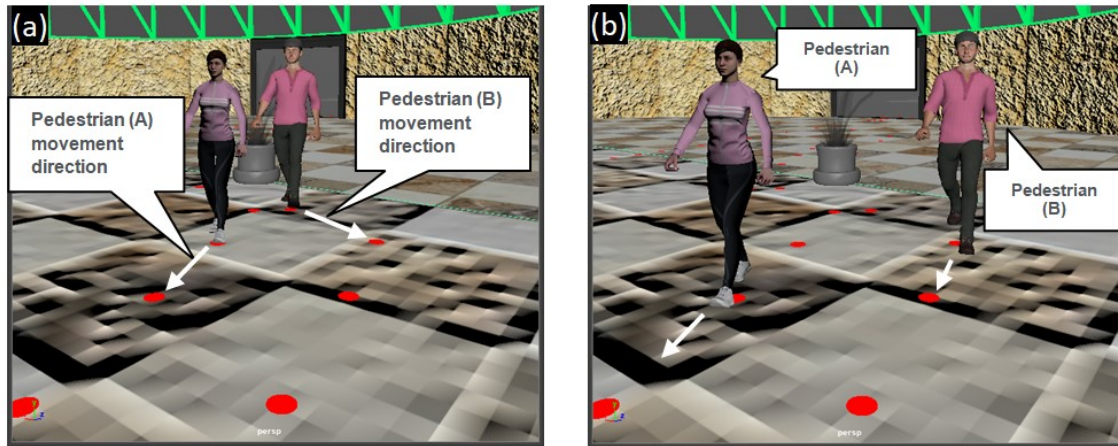 (a)
Pedestrian (A)
movement
direction
Pedestrian (B)
movement
direction
persp
(b)
Pedestrian
(A)
Pedestrian
(B)
persp